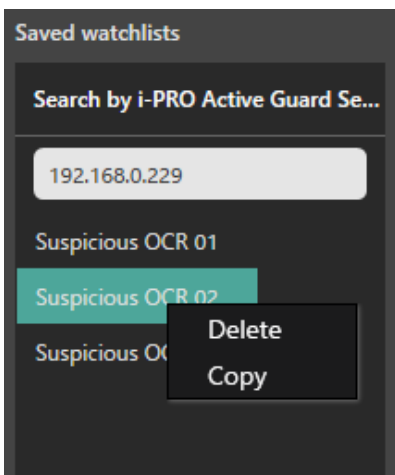 Saved watchlists
Search by i-PRO Active Guard Se...
192.168.0.229
Suspicious OCR 01
Suspicious OCR 02
Delete
Suspicious
Copy